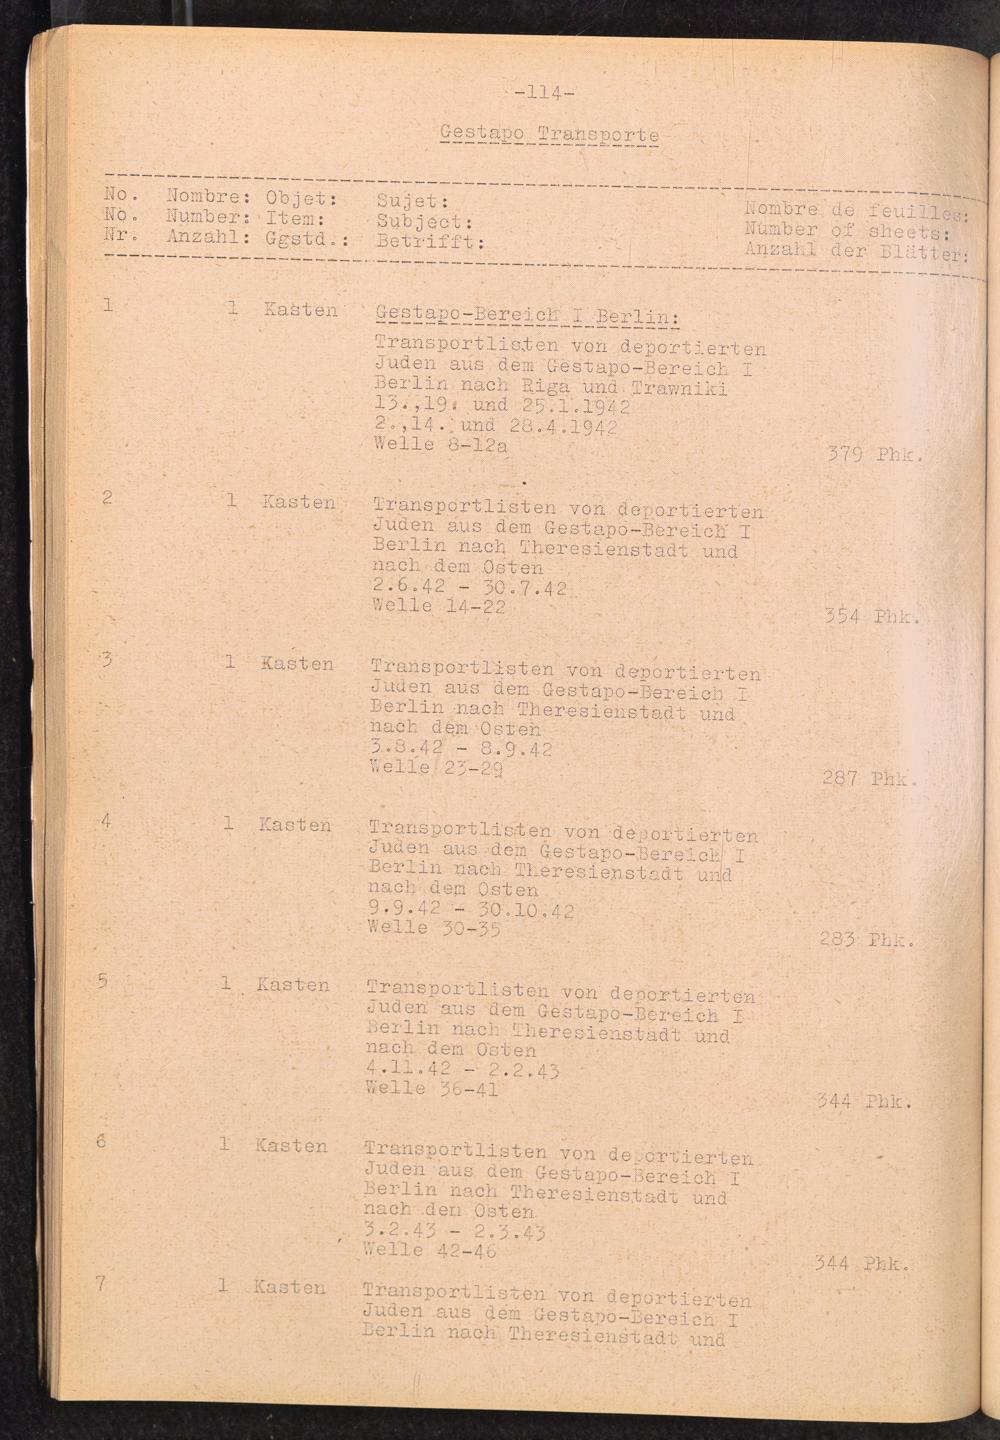 -114-
Gestapo Transporte
No. Nombre: Objet: Sujet: Nombre de feuilles:
No. Number: Item: Subject: Number of sheets:
Nr. Anzahl: Ggstd.: Betrifft: Anzahl der Blätter:
1 1 Kasten Gestapo-Bereich I Berlin:
Transportlisten von deportierten
Juden aus dem Gestapo-Bereich I
Berlin nach Riga und Trawniki
13.,19. und 25.1.1942
2.,14. und 28.4.1942
Welle 8-12a 379 Phk.
2 1 Kasten Transportlisten von deportierten
Juden aus dem Gestapo-Bereich I
Berlin nach Theresienstadt und
nach dem Osten
2.6.42 - 30.7.42
Welle 14-22 354 Phk.
3 1 Kasten Transportlisten von deportierten
Juden aus dem Gestapo-Bereich I
Berlin nach Theresienstadt und
nach dem Osten
3.8.42 - 8.9.42
Welle 23-29 287 Phk.
4 1 Kasten Transportlisten von deportierten
Juden aus dem Gestapo-Bereich I
Berlin nach Theresienstadt und
nach dem Osten
9.9.42 - 30.10.42
Welle 30-35 283 Phk.
5 1 Kasten Transportlisten von deportierten
Juden aus dem Gestapo-Bereich I
Berlin nach Theresienstadt und
nach dem Osten
4.11.42 - 2.2.43
Welle 36-41 344 Phk.
6 1 Kasten Transportlisten von deportierten
Juden aus dem Gestapo-Bereich I
Berlin nach Theresienstadt und
nach dem Osten
3.2.43 - 2.3.43
Welle 42-46 344 Phk.
7 1 Kasten Transportlisten von deportierten
Juden aus dem Gestapo-Bereich I
Berlin nach Theresienstadt und